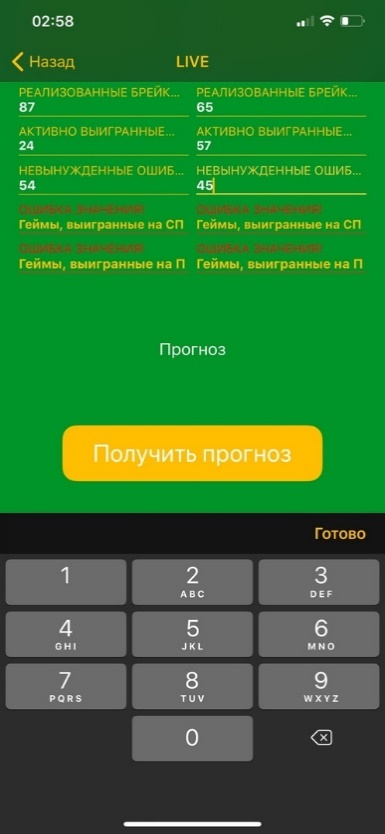 02:58
Назад
LIVE
РЕАЛИЗОВАННЫЕ БРЕЙК... РЕАЛИЗОВАННЫЕ БРЕЙК...
87 65
АКТИВНО ВЫИГРАННЫЕ... АКТИВНО ВЫИГРАННЫЕ...
24 57
НЕВЫНУЖДЕННЫЕ ОШИБ... НЕВЫНУЖДЕННЫЕ ОШИБ...
54 45
ОШИБКА ЗНАЧЕНИЯ! ОШИБКА ЗНАЧЕНИЯ!
Геймы, выигранные на СП Геймы, выигранные на СП
ОШИБКА ЗНАЧЕНИЯ! ОШИБКА ЗНАЧЕНИЯ!
Геймы, выигранные на П Геймы, выигранные на П
Прогноз
Получить прогноз
Готово
1 2 3
ABC DEF
4 5 6
GHI JKL MNO
7 8 9
PQRS TUV WXYZ
0